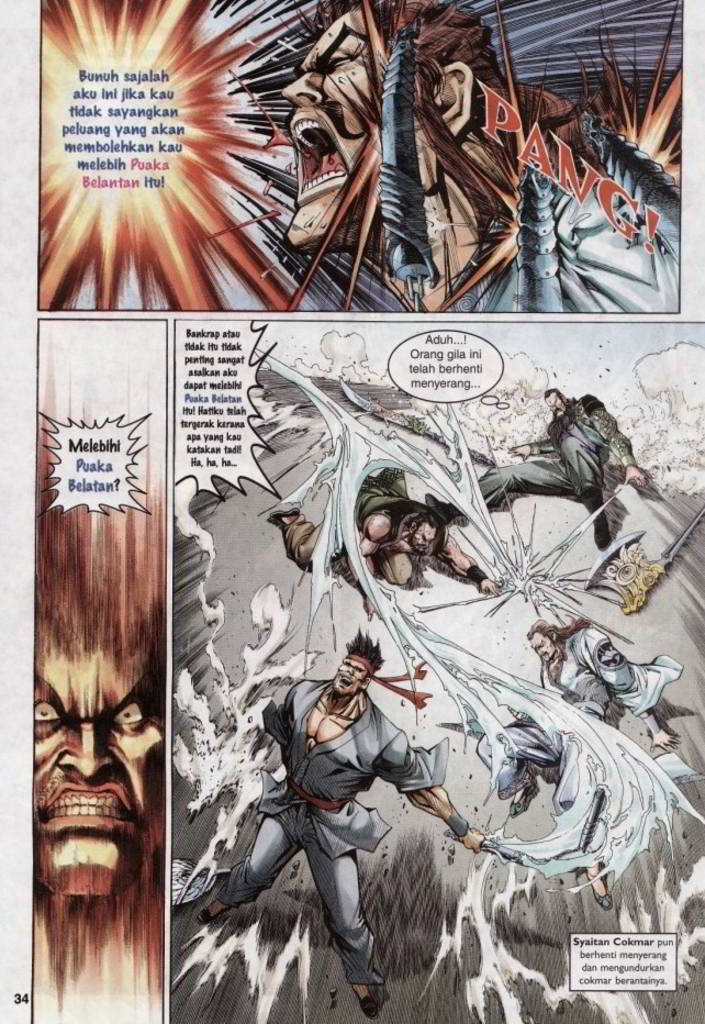 Bunuh sajalah
aku ini jika kau
tidak sayangkan
peluang yang akan
membolehkan kau
melebih Puaka
Belantan itu!
PANG!
Melebihi
Puaka
Belatan?
Bankrap atau
tidak itu tidak
penting sangat
asalkan aku
dapat melebihi
Puaka Belatan
itu! Hatiku telah
tergerak kerana
apa yang kau
katakan tadi!
Ha, ha, ha...
Aduh...!
Orang gila ini
telah berhenti
menyerang...
Syaitan Cokmar pun
berhenti menyerang
dan mengundurkan
cokmar berantainya.
34